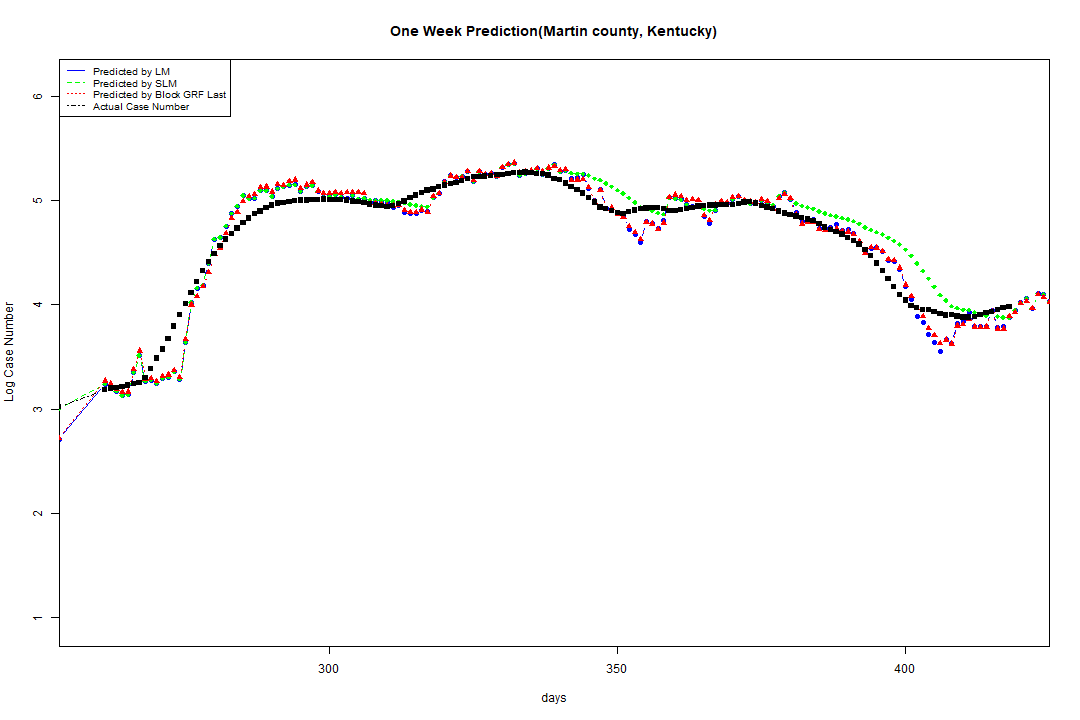 One Week Prediction(Martin county, Kentucky)
Predicted by LM
Predicted by SLM
Predicted by Block GRF Last
Actual Case Number
6
5
4
3
2
1
Log Case Number
300 350 400
days